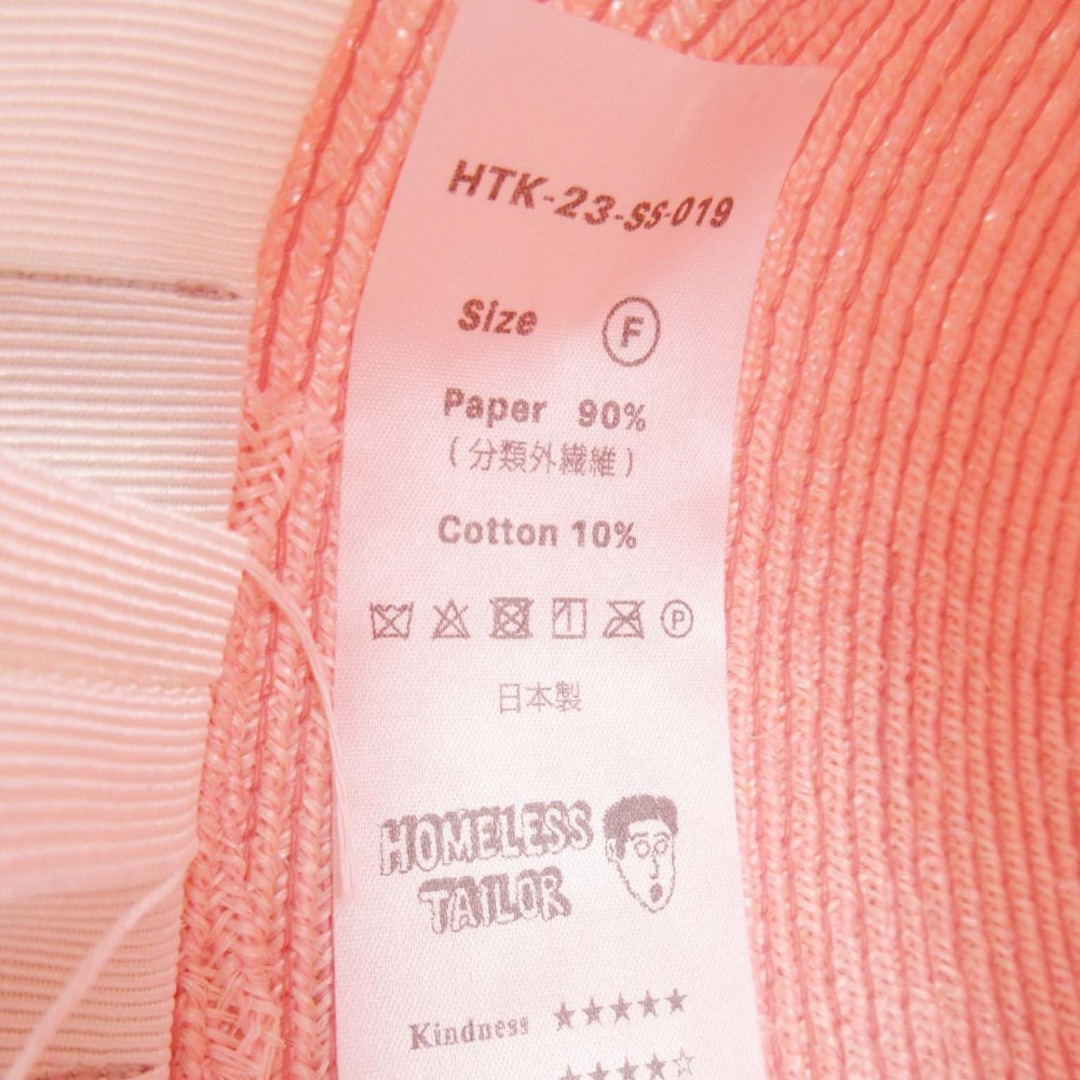 HTK-23-SS-019
Size Ⓕ
Paper 90%
（分類外繊維）
Cotton 10%
Ⓟ
日本製
HOMELESS
TAILOR
Kindness ★★★★★
★★★★☆